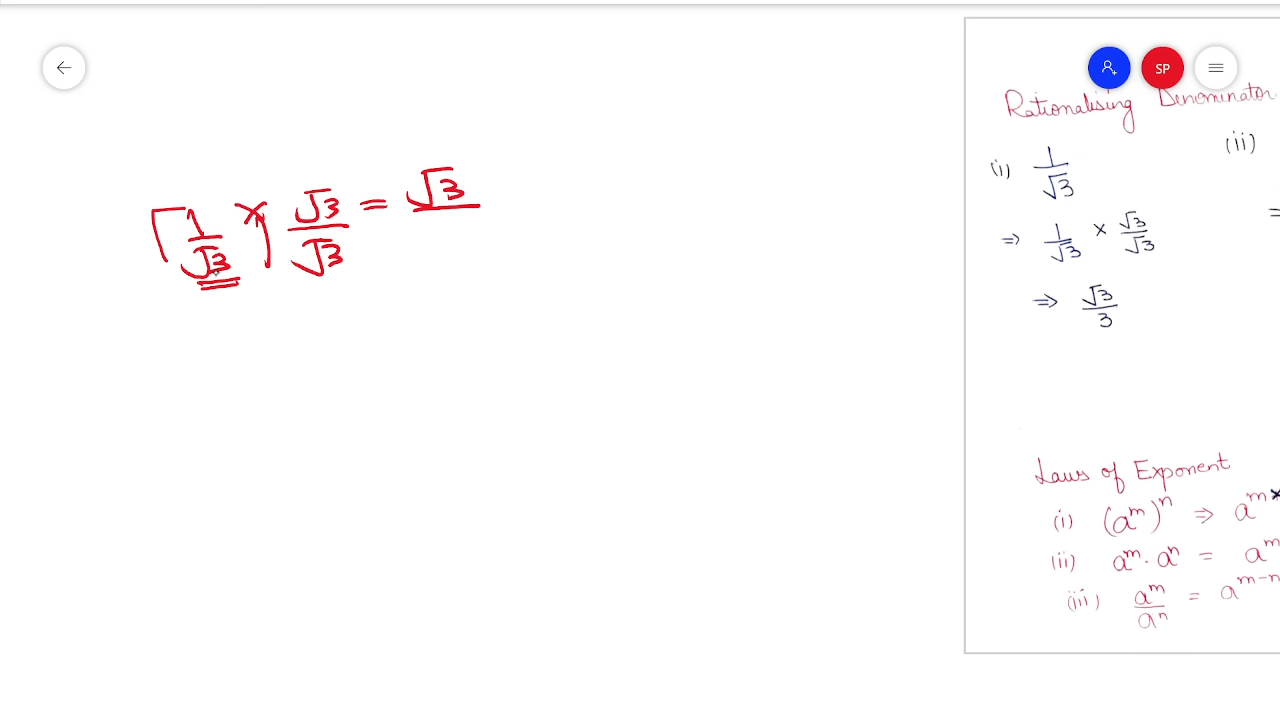 1/√3 × √3/√3 = √3
SP
Rationalising Denominator
(i) 1/√3
(ii)
⇒ 1/√3 × √3/√3
=
⇒ √3/3
Laws of Exponent
(i) (a^m)^n ⇒ a^m×
(ii) a^m · a^n = a^m
(iii) a^m/a^n = a^m-n